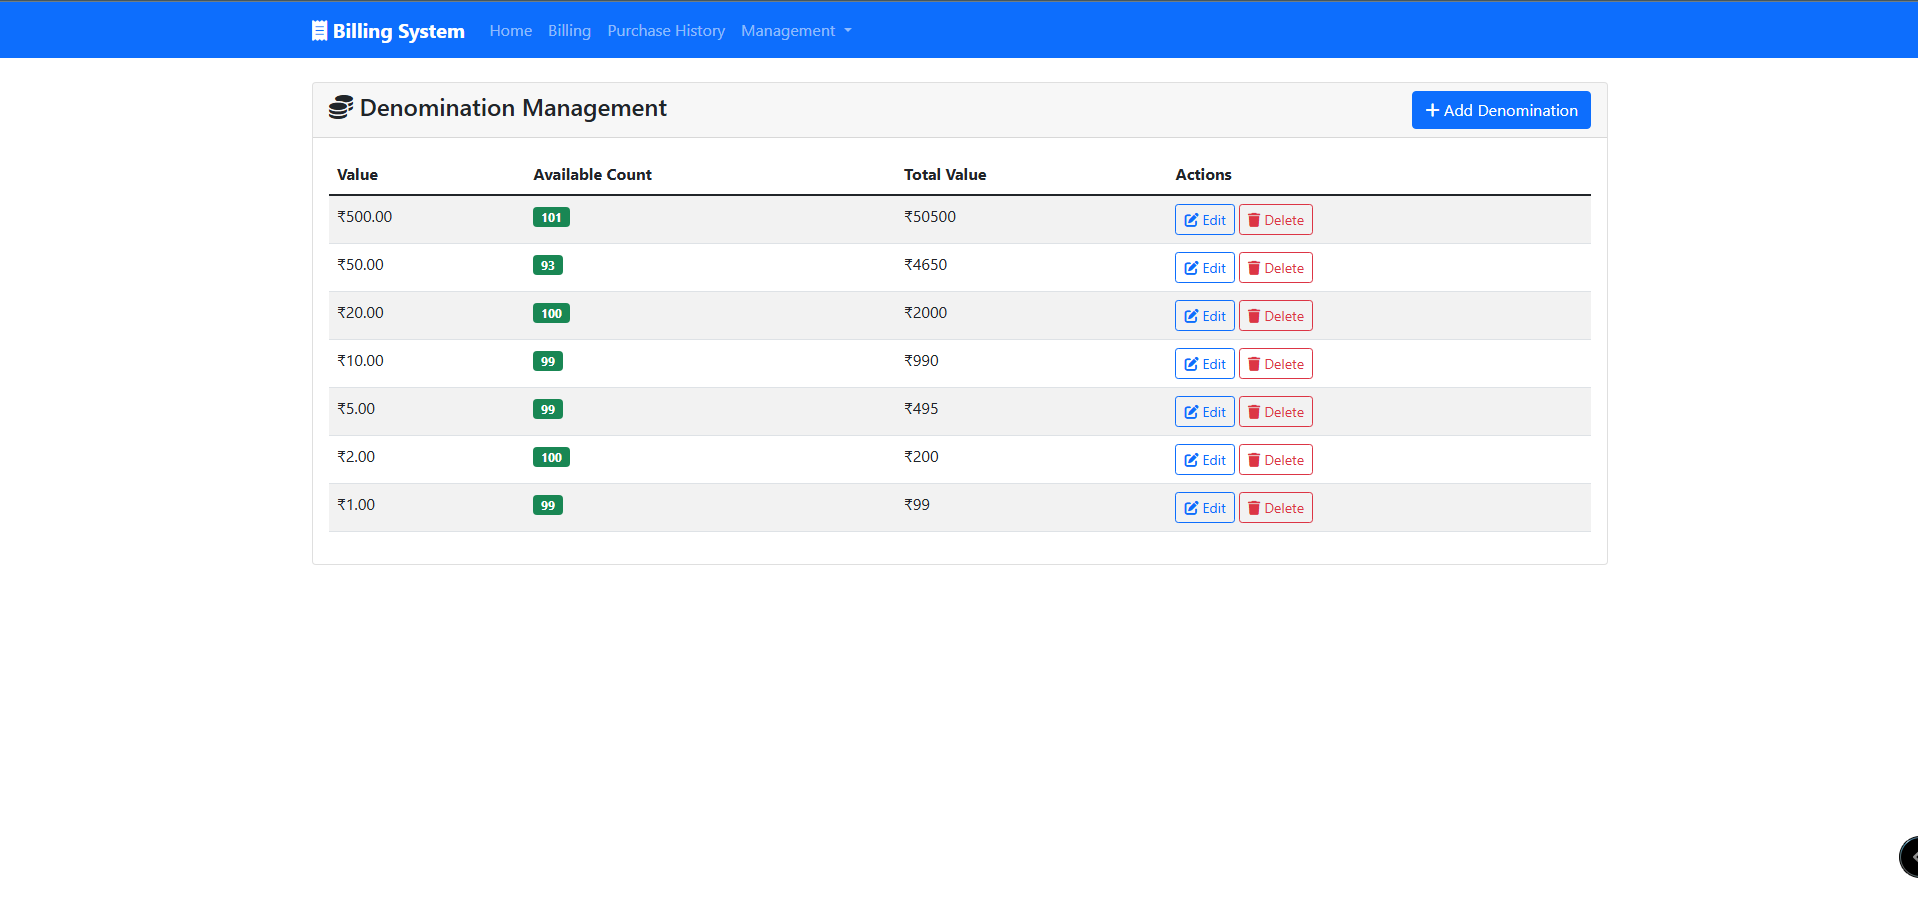 Billing System Home Billing Purchase History Management
Denomination Management + Add Denomination
Value Available Count Total Value Actions
₹500.00 101 ₹50500 Edit Delete
₹50.00 93 ₹4650 Edit Delete
₹20.00 100 ₹2000 Edit Delete
₹10.00 99 ₹990 Edit Delete
₹5.00 99 ₹495 Edit Delete
₹2.00 100 ₹200 Edit Delete
₹1.00 99 ₹99 Edit Delete